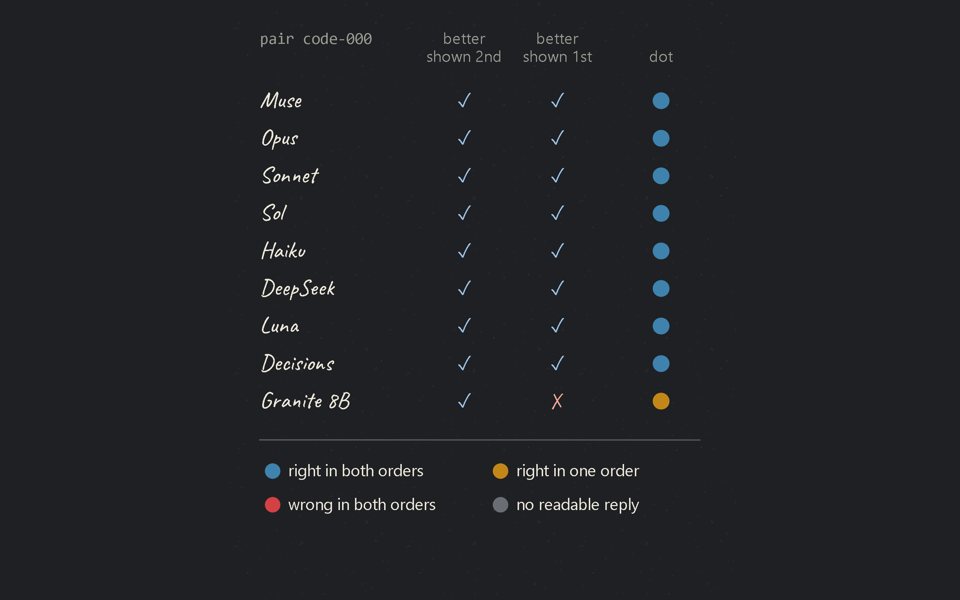 pair code-000
better shown 2nd
better shown 1st
dot
Muse ✓ ✓
Opus ✓ ✓
Sonnet ✓ ✓
Sol ✓ ✓
Haiku ✓ ✓
DeepSeek ✓ ✓
Luna ✓ ✓
Decisions ✓ ✓
Granite 8B ✓ X
right in both orders
right in one order
wrong in both orders
no readable reply